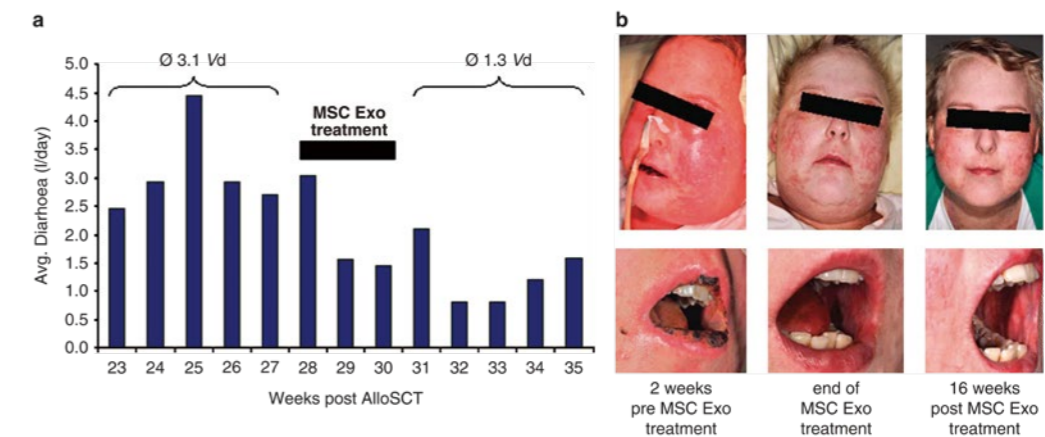 a
Ø 3.1 Vd
Ø 1.3 Vd
MSC Exo
treatment
Avg. Diarhoea (l/day)
5.0
4.5
4.0
3.5
3.0
2.5
2.0
1.5
1.0
0.5
0.0
23 24 25 26 27 28 29 30 31 32 33 34 35
Weeks post AlloSCT
b
2 weeks
pre MSC Exo
treatment
end of
MSC Exo
treatment
16 weeks
post MSC Exo
treatment